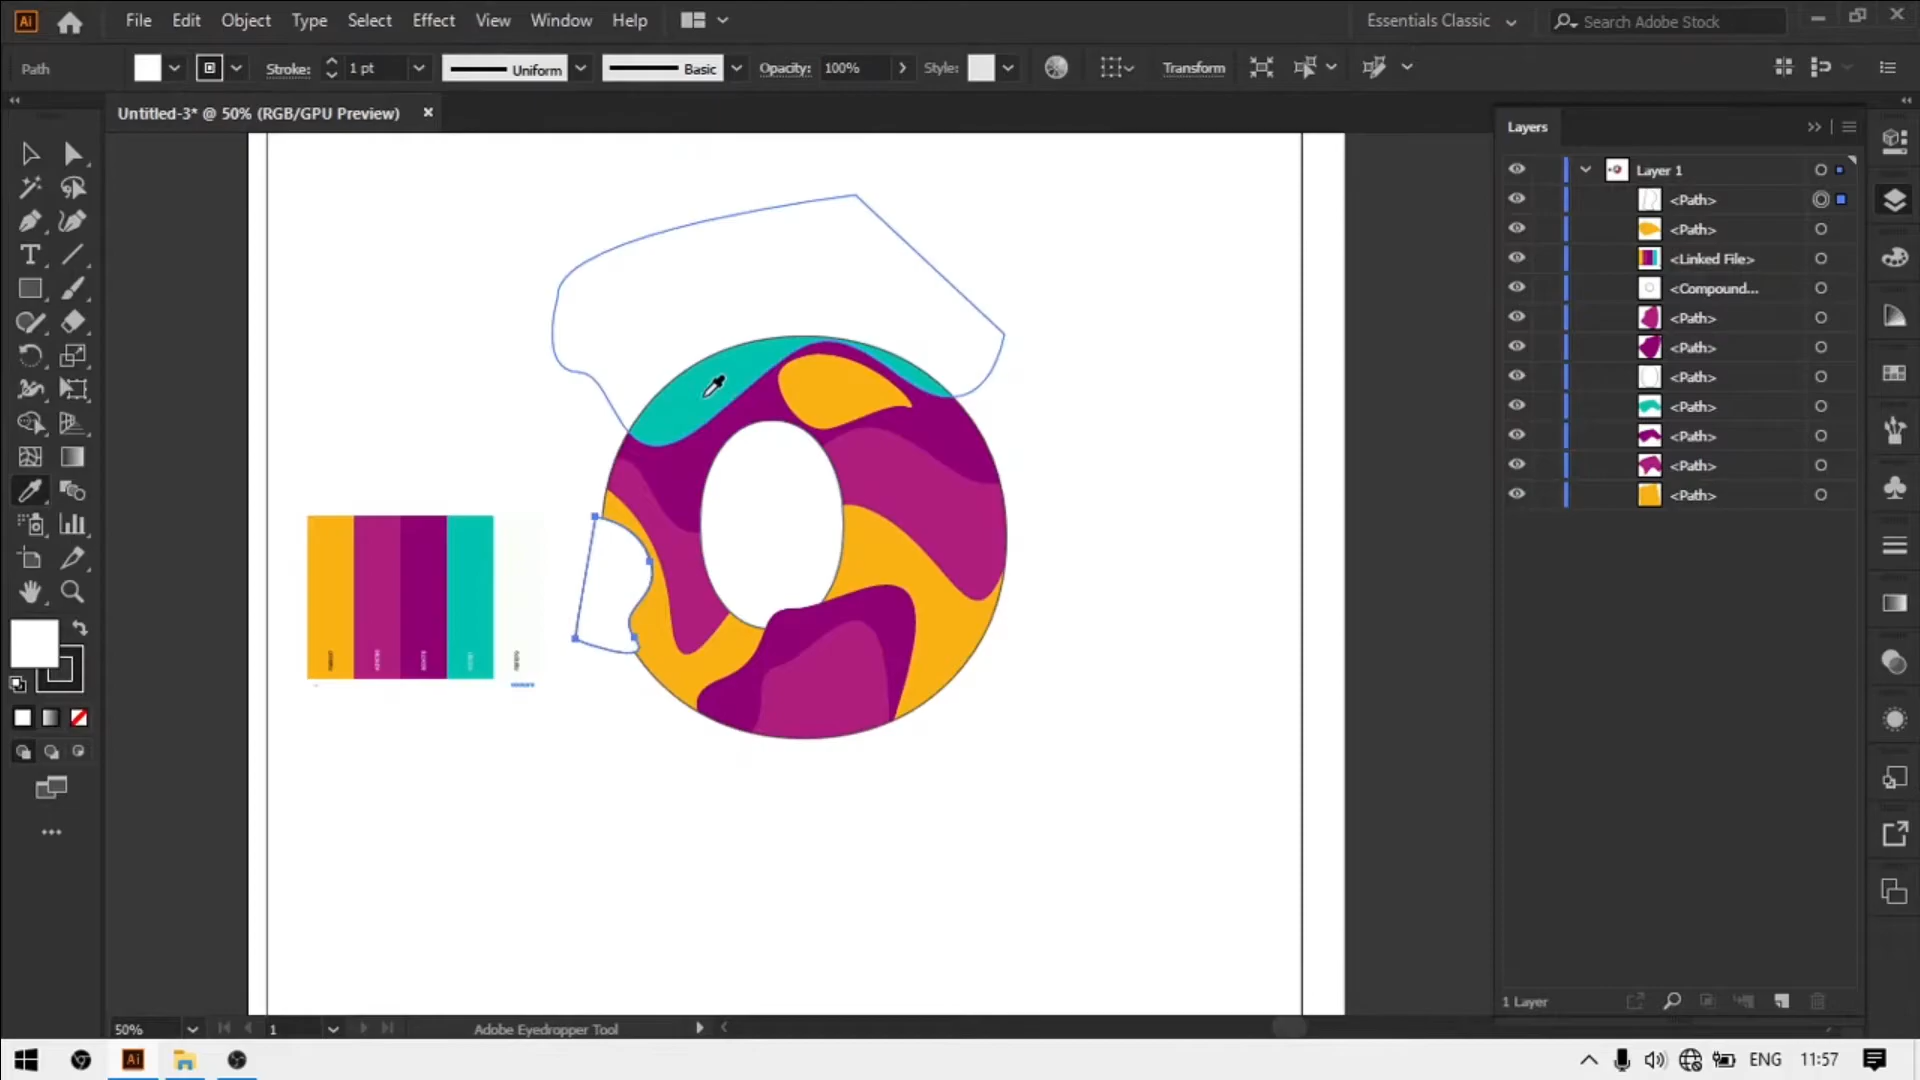 Ai File Edit Object Type Select Effect View Window Help Essentials Classic Search Adobe Stock
Path Stroke: 1 pt Uniform Basic Opacity: 100% Style: Transform
Untitled-3* @ 50% (RGB/GPU Preview)
Layers
Layer 1
<Path>
<Path>
<Linked File>
<Compound...
<Path>
<Path>
<Path>
<Path>
<Path>
<Path>
<Path>
1 Layer
50% 1 Adobe Eyedropper Tool
Ai ENG 11:57